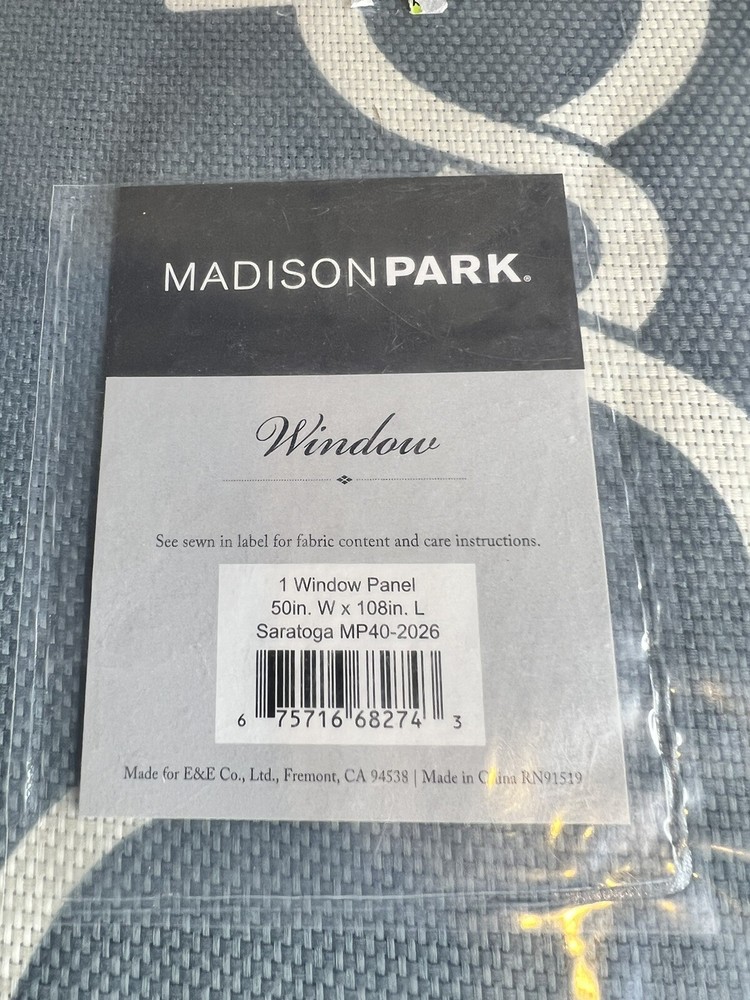 MADISONPARK®
Window
See sewn in label for fabric content and care instructions.
1 Window Panel
50in. W x 108in. L
Saratoga MP40-2026
6 75716 68274 3
Made for E&E Co., Ltd., Fremont, CA 94538 | Made in China RN91519